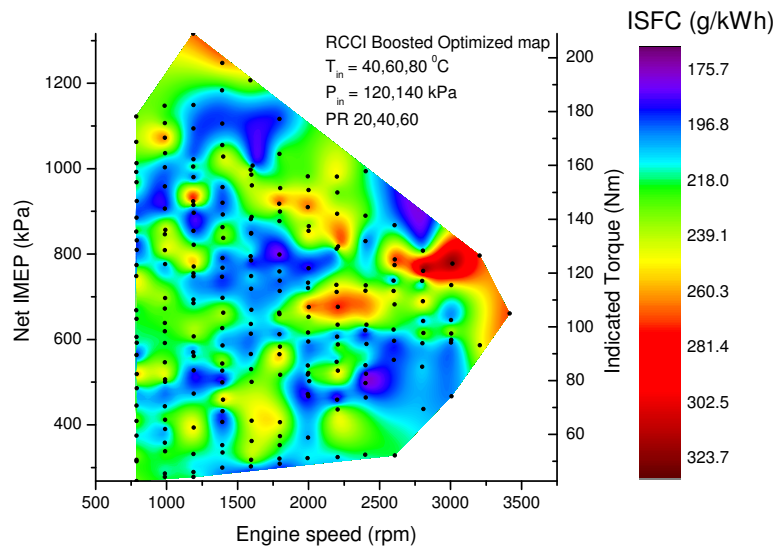 ISFC (g/kWh)
RCCI Boosted Optimized map
T in = 40,60,80 ⁰C
P in = 120,140 kPa
PR 20,40,60
Net IMEP (kPa)
1200
1000
800
600
400
500 1000 1500 2000 2500 3000 3500
Engine speed (rpm)
200
180
160
140
120
100
80
60
Indicated Torque (Nm)
175.7
196.8
218.0
239.1
260.3
281.4
302.5
323.7